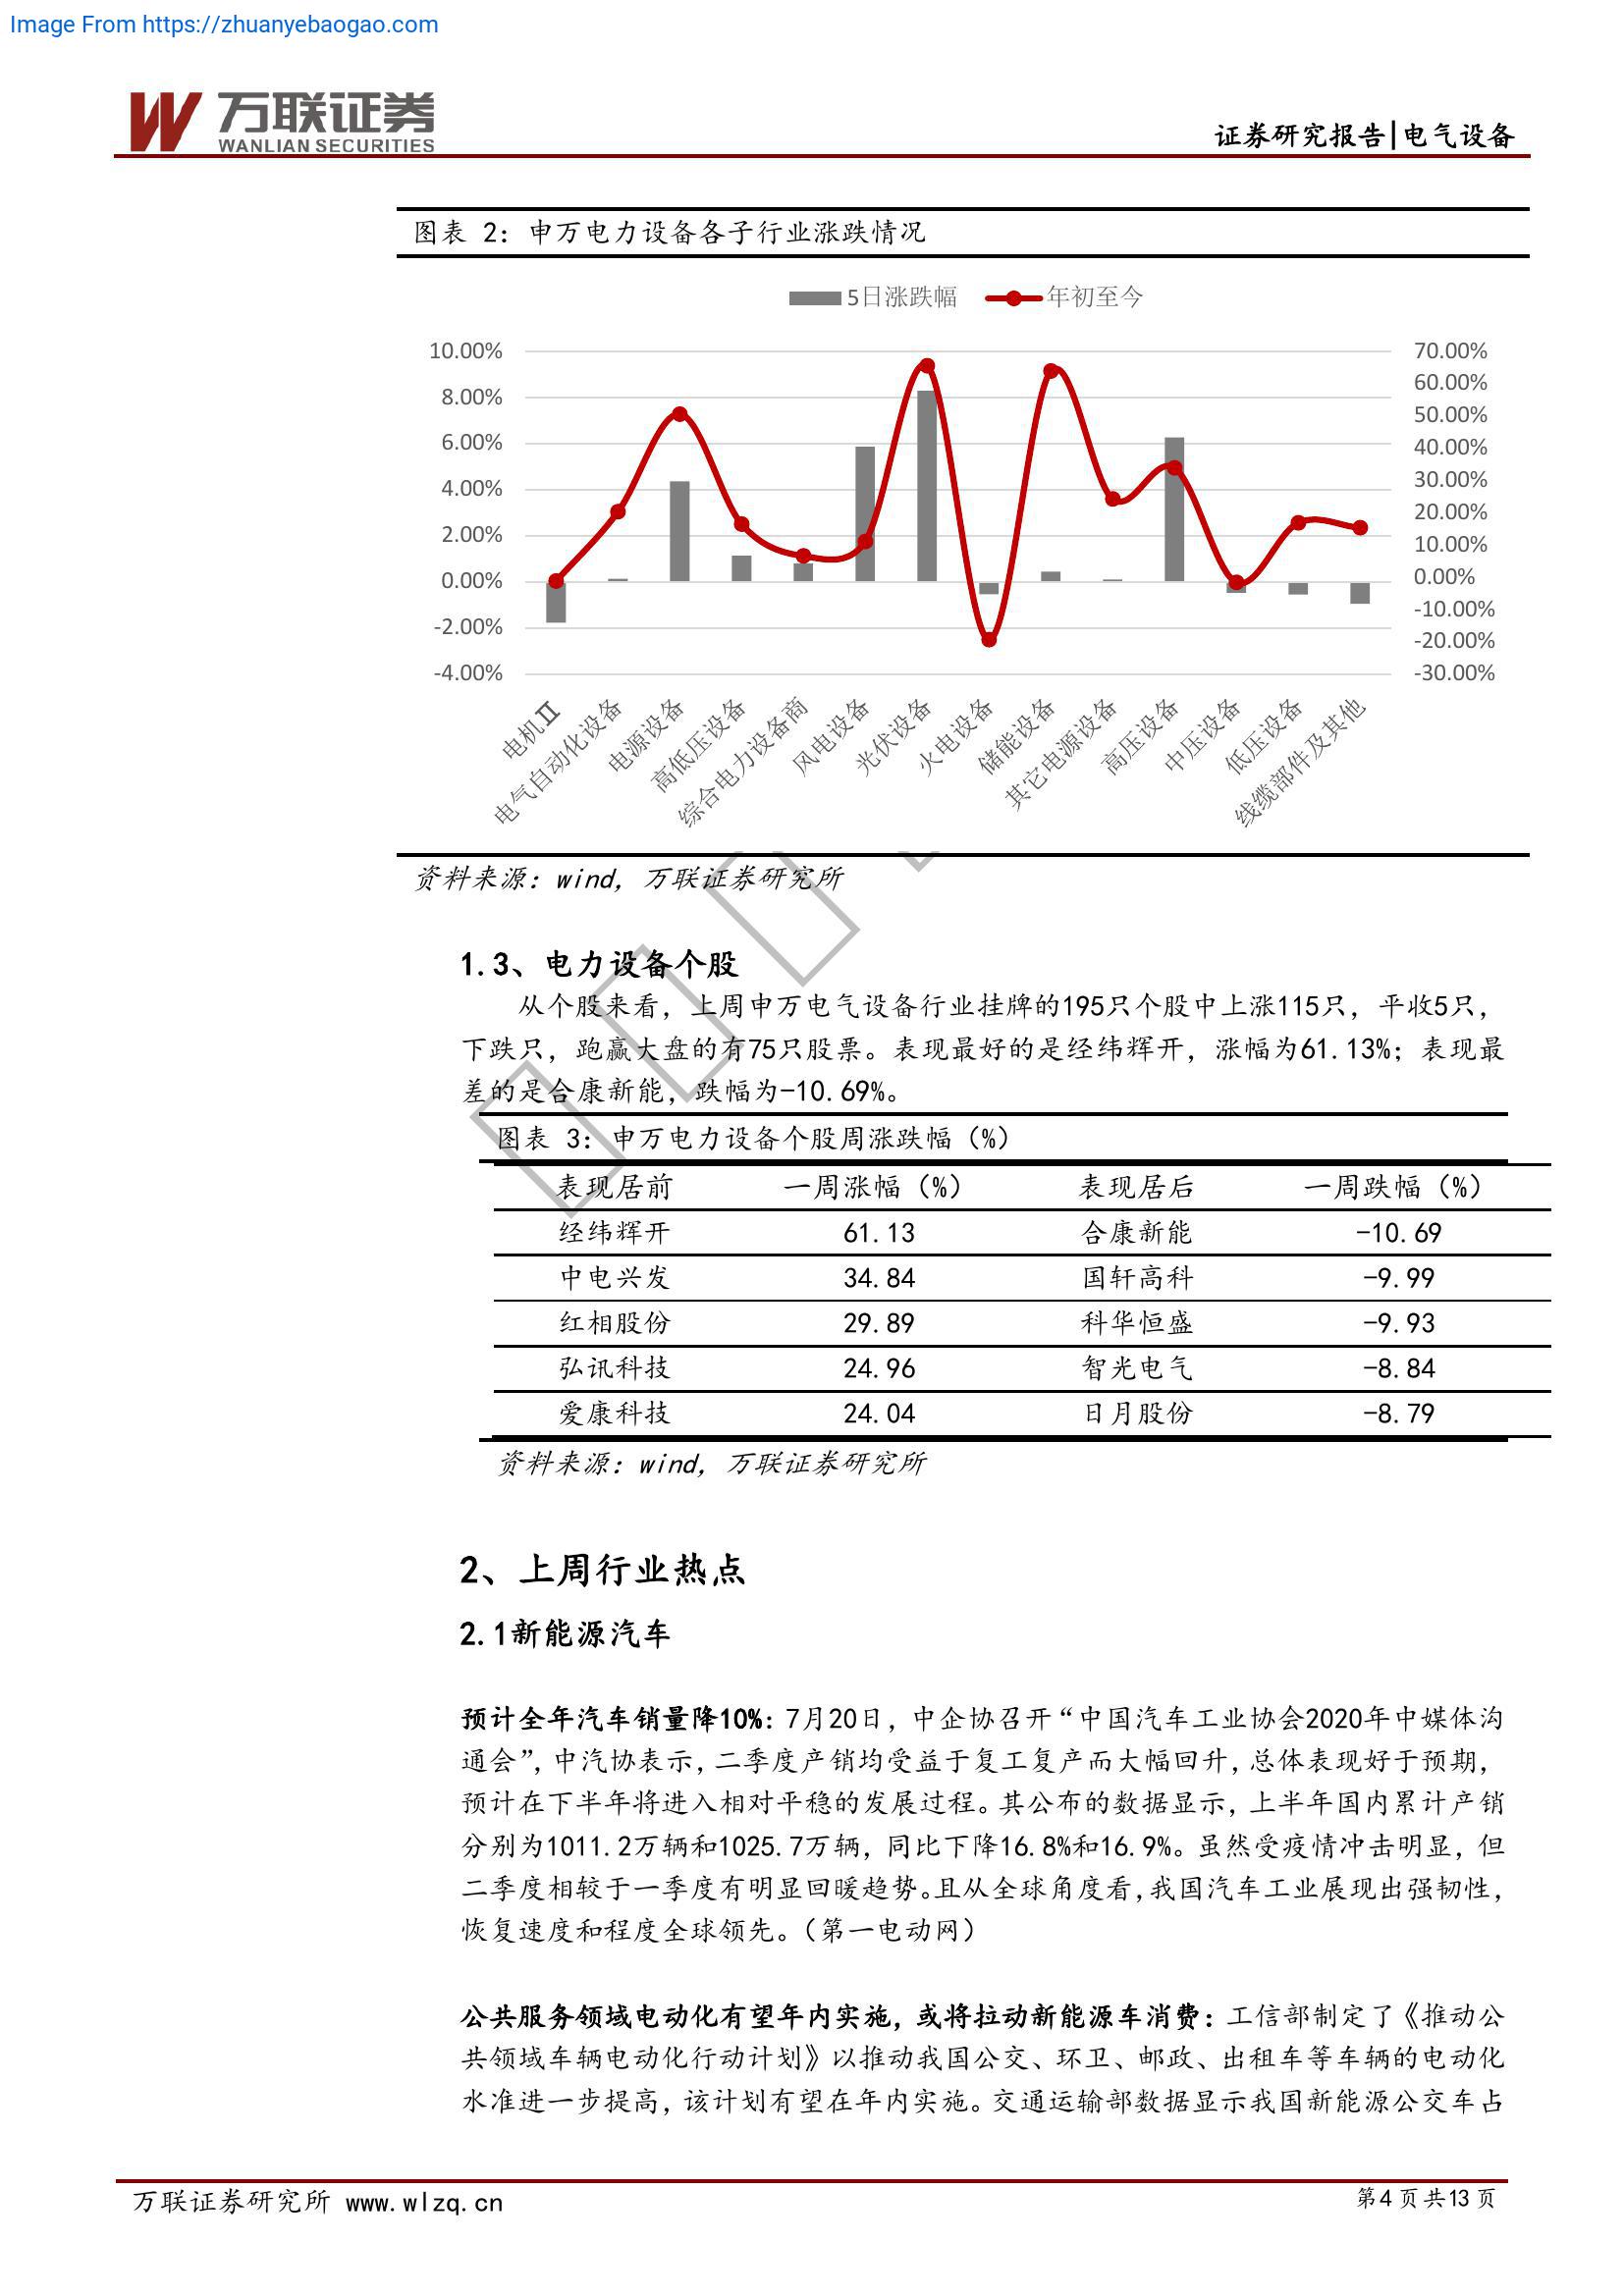 Image From https://zhuanyebaogao.com
万联证券
WANLIAN SECURITIES
证券研究报告|电气设备
图表 2：申万电力设备各子行业涨跌情况
5日涨跌幅 年初至今
10.00%
8.00%
6.00%
4.00%
2.00%
0.00%
-2.00%
-4.00%
70.00%
60.00%
50.00%
40.00%
30.00%
20.00%
10.00%
0.00%
-10.00%
-20.00%
-30.00%
电机Ⅱ
电气自动化设备
电源设备
高低压设备
综合电力设备商
风电设备
光伏设备
火电设备
储能设备
其它电源设备
高压设备
中压设备
低压设备
线缆部件及其他
资料来源：wind，万联证券研究所
1.3、电力设备个股
从个股来看，上周申万电气设备行业挂牌的195只个股中上涨115只，平收5只，
下跌只，跑赢大盘的有75只股票。表现最好的是经纬辉开，涨幅为61.13%；表现最
差的是合康新能，跌幅为-10.69%。
图表 3：申万电力设备个股周涨跌幅（%）
表现居前 一周涨幅（%） 表现居后 一周跌幅（%）
经纬辉开 61.13 合康新能 -10.69
中电兴发 34.84 国轩高科 -9.99
红相股份 29.89 科华恒盛 -9.93
弘讯科技 24.96 智光电气 -8.84
爱康科技 24.04 日月股份 -8.79
资料来源：wind，万联证券研究所
2、上周行业热点
2.1新能源汽车
预计全年汽车销量降10%：7月20日，中企协召开“中国汽车工业协会2020年中媒体沟
通会”，中汽协表示，二季度产销均受益于复工复产而大幅回升，总体表现好于预期，
预计在下半年将进入相对平稳的发展过程。其公布的数据显示，上半年国内累计产销
分别为1011.2万辆和1025.7万辆，同比下降16.8%和16.9%。虽然受疫情冲击明显，但
二季度相较于一季度有明显回暖趋势。且从全球角度看，我国汽车工业展现出强韧性，
恢复速度和程度全球领先。（第一电动网）
公共服务领域电动化有望年内实施，或将拉动新能源车消费：工信部制定了《推动公
共领域车辆电动化行动计划》以推动我国公交、环卫、邮政、出租车等车辆的电动化
水准进一步提高，该计划有望在年内实施。交通运输部数据显示我国新能源公交车占
万联证券研究所 www.wlzq.cn
第4页共13页